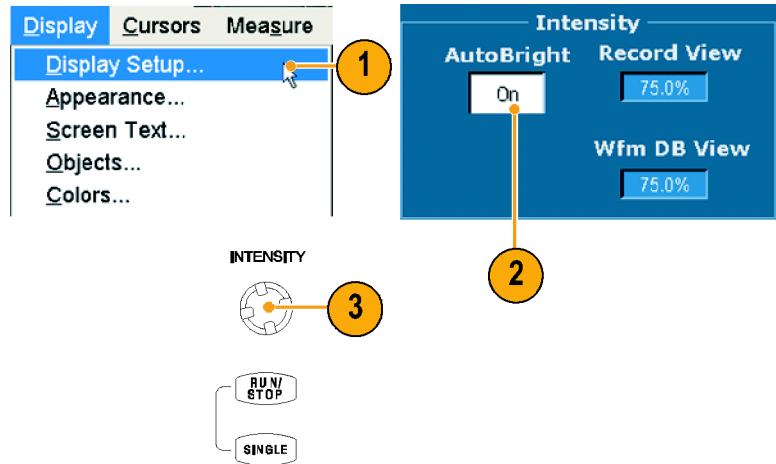 Display Cursors Measure
Display Setup...
Appearance...
Screen Text...
Objects...
Colors...
1
Intensity
AutoBright Record View
On 75.0%
Wfm DB View
75.0%
2
INTENSITY
3
RUN/
STOP
SINGLE